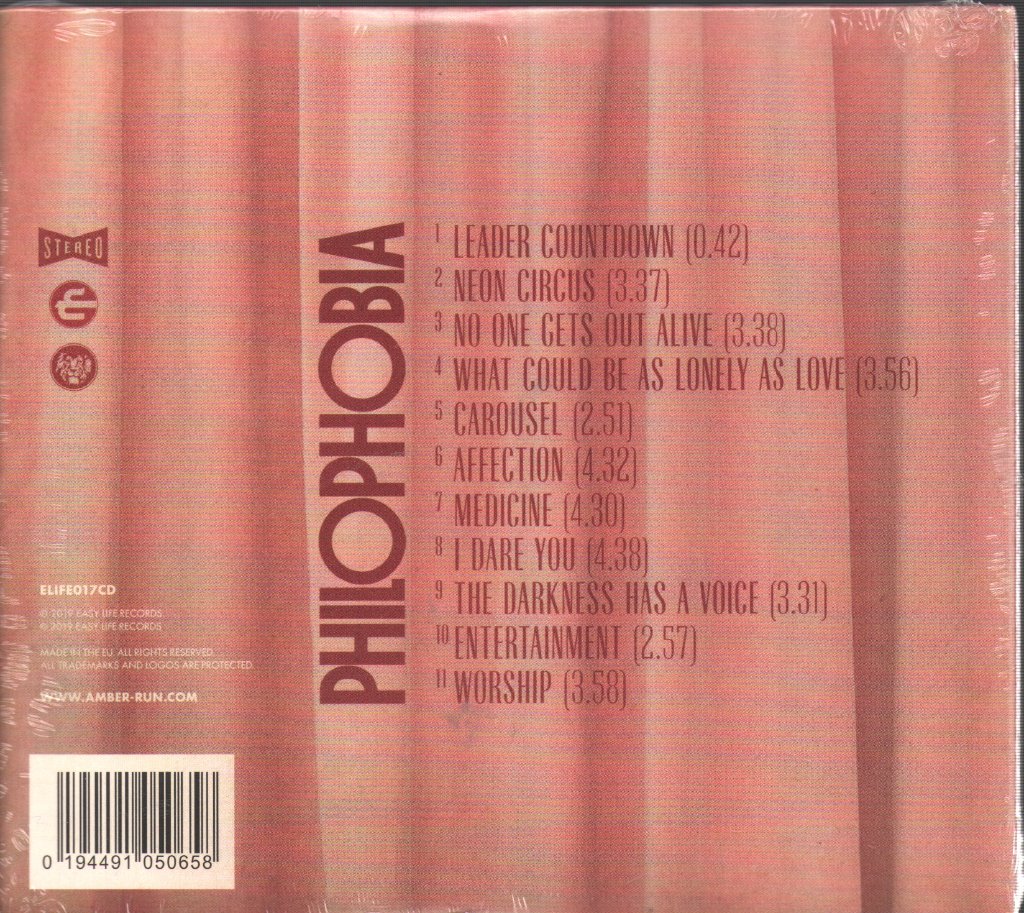 STEREO
PHILOPHOBIA
1 LEADER COUNTDOWN (0.42)
2 NEON CIRCUS (3.37)
3 NO ONE GETS OUT ALIVE (3.38)
4 WHAT COULD BE AS LONELY AS LOVE (3.56)
5 CAROUSEL (2.51)
6 AFFECTION (4.32)
7 MEDICINE (4.30)
8 I DARE YOU (4.38)
9 THE DARKNESS HAS A VOICE (3.31)
10 ENTERTAINMENT (2.57)
11 WORSHIP (3.58)
ELIFE017CD
© 2019 EASY LIFE RECORDS
© 2019 EASY LIFE RECORDS
MADE IN THE EU. ALL RIGHTS RESERVED.
ALL TRADEMARKS AND LOGOS ARE PROTECTED.
WWW.AMBER-RUN.COM
0 194491 050658